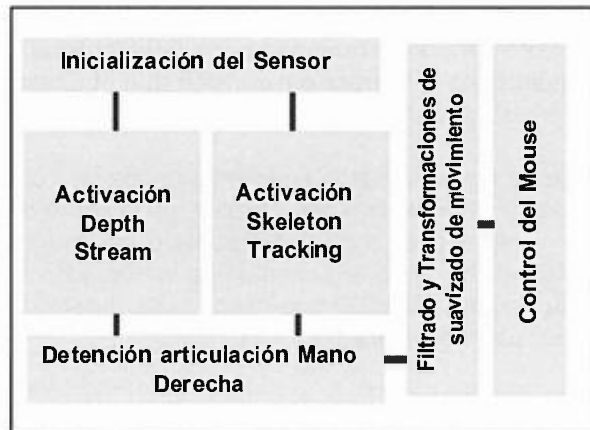 Inicialización del Sensor
Activación
Depth
Stream
Activación
Skeleton
Tracking
Detención articulación Mano
Derecha
Filtrado y Transformaciones de
suavizado de movimiento
Control del Mouse